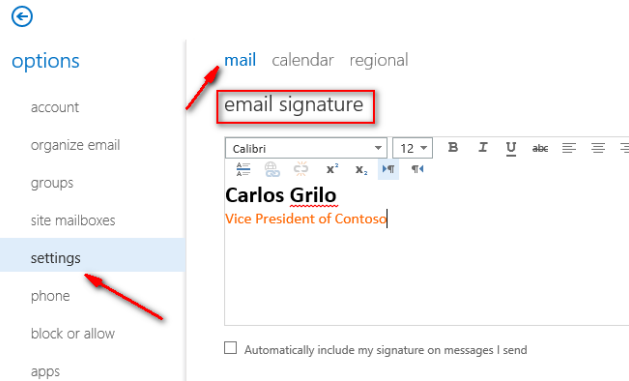 options
account
organize email
groups
site mailboxes
settings
phone
block or allow
apps
mail calendar regional
email signature
Calibri 12 B I U abc
x² x₂ ¶ ¶
Carlos Grilo
Vice President of Contoso
Automatically include my signature on messages I send